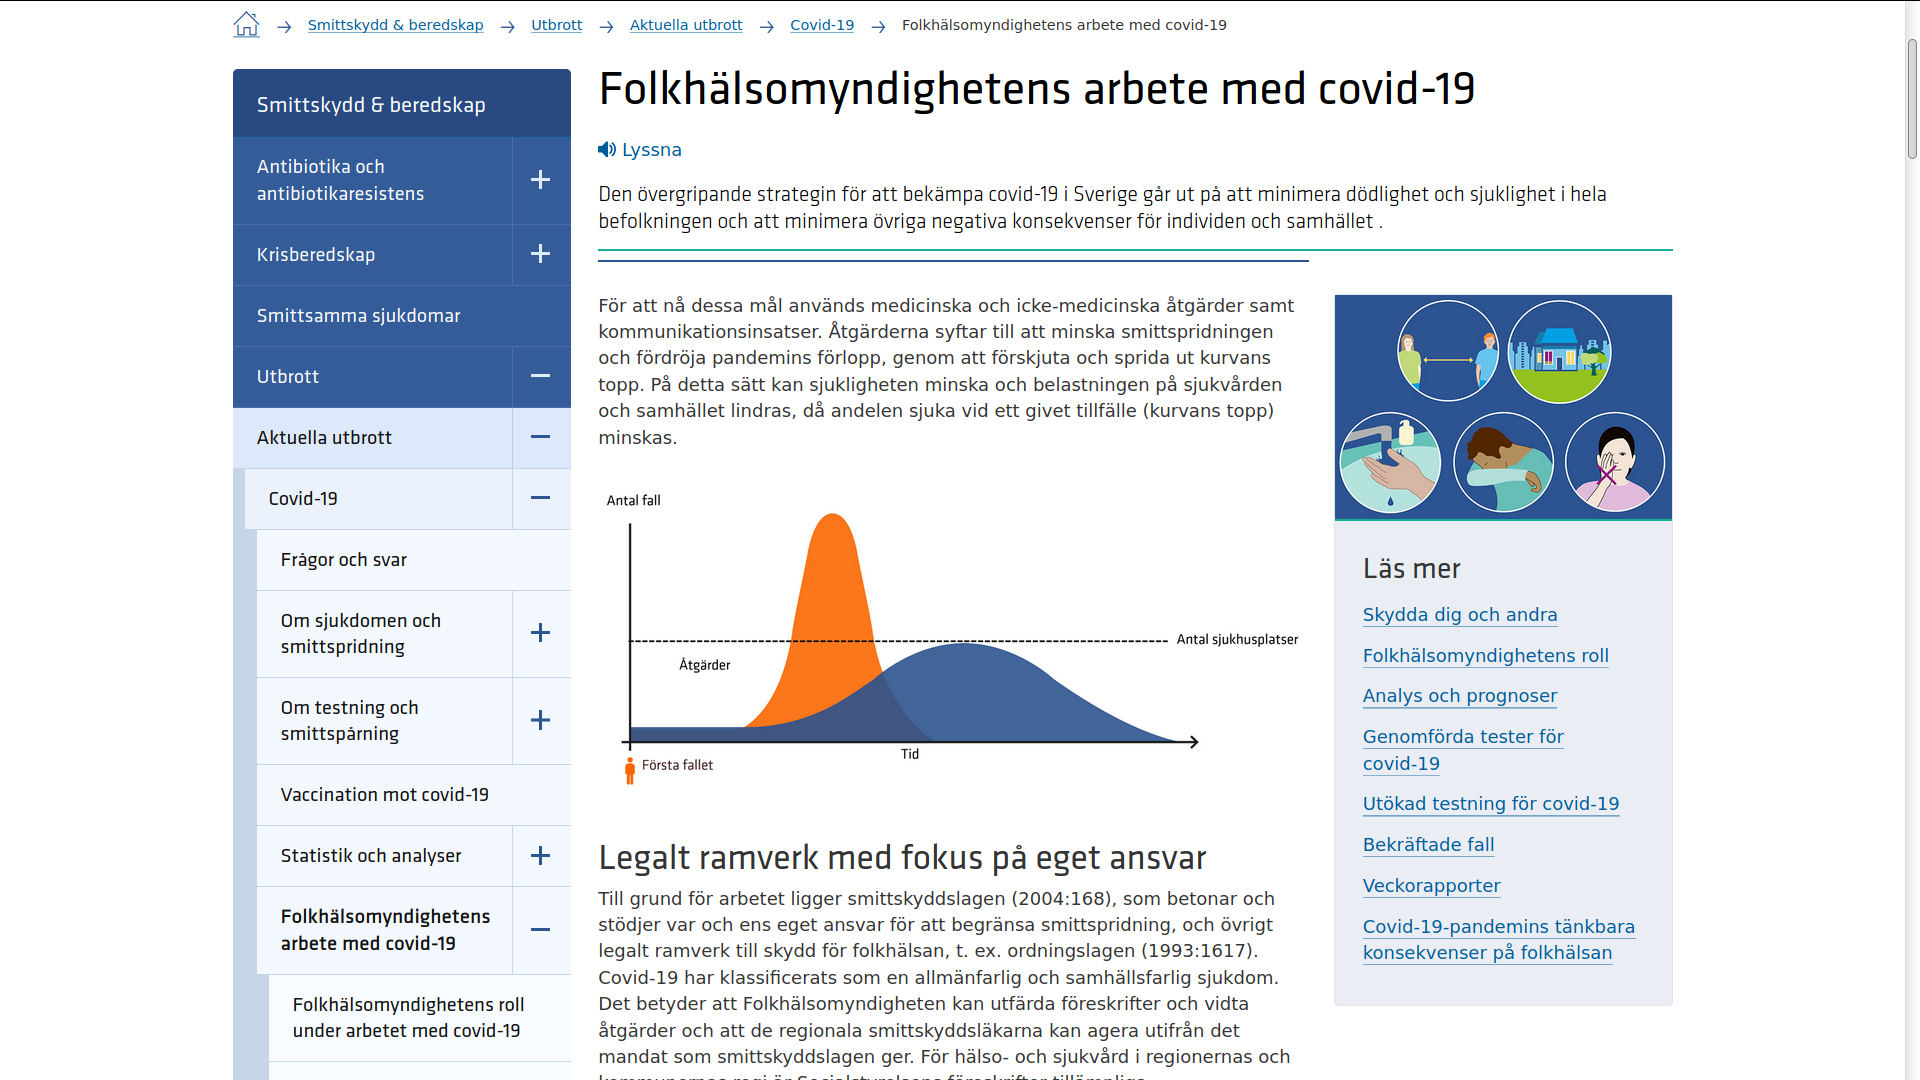 Smittskydd & beredskap
Utbrott
Aktuella utbrott
Covid-19
Folkhälsomyndighetens arbete med covid-19
Smittskydd & beredskap
Antibiotika och
antibiotikaresistens
Krisberedskap
Smittsamma sjukdomar
Utbrott
Aktuella utbrott
Covid-19
Frågor och svar
Om sjukdomen och
smittspridning
Om testning och
smittspårning
Vaccination mot covid-19
Statistik och analyser
Folkhälsomyndighetens
arbete med covid-19
Folkhälsomyndighetens roll
under arbetet med covid-19
Folkhälsomyndighetens arbete med covid-19
Lyssna
Den övergripande strategin för att bekämpa covid-19 i Sverige går ut på att minimera dödlighet och sjuklighet i hela
befolkningen och att minimera övriga negativa konsekvenser för individen och samhället .
För att nå dessa mål används medicinska och icke-medicinska åtgärder samt
kommunikationsinsatser. Åtgärderna syftar till att minska smittspridningen
och fördröja pandemins förlopp, genom att förskjuta och sprida ut kurvans
topp. På detta sätt kan sjukligheten minska och belastningen på sjukvården
och samhället lindras, då andelen sjuka vid ett givet tillfälle (kurvans topp)
minskas.
Antal fall
Antal sjukhusplatser
Åtgärder
Tid
Första fallet
Legalt ramverk med fokus på eget ansvar
Till grund för arbetet ligger smittskyddslagen (2004:168), som betonar och
stödjer var och ens eget ansvar för att begränsa smittspridning, och övrigt
legalt ramverk till skydd för folkhälsan, t. ex. ordningslagen (1993:1617).
Covid-19 har klassificerats som en allmänfarlig och samhällsfarlig sjukdom.
Det betyder att Folkhälsomyndigheten kan utfärda föreskrifter och vidta
åtgärder och att de regionala smittskyddsläkarna kan agera utifrån det
mandat som smittskyddslagen ger. För hälso- och sjukvård i regionernas och
Läs mer
Skydda dig och andra
Folkhälsomyndighetens roll
Analys och prognoser
Genomförda tester för
covid-19
Utökad testning för covid-19
Bekräftade fall
Veckorapporter
Covid-19-pandemins tänkbara
konsekvenser på folkhälsan